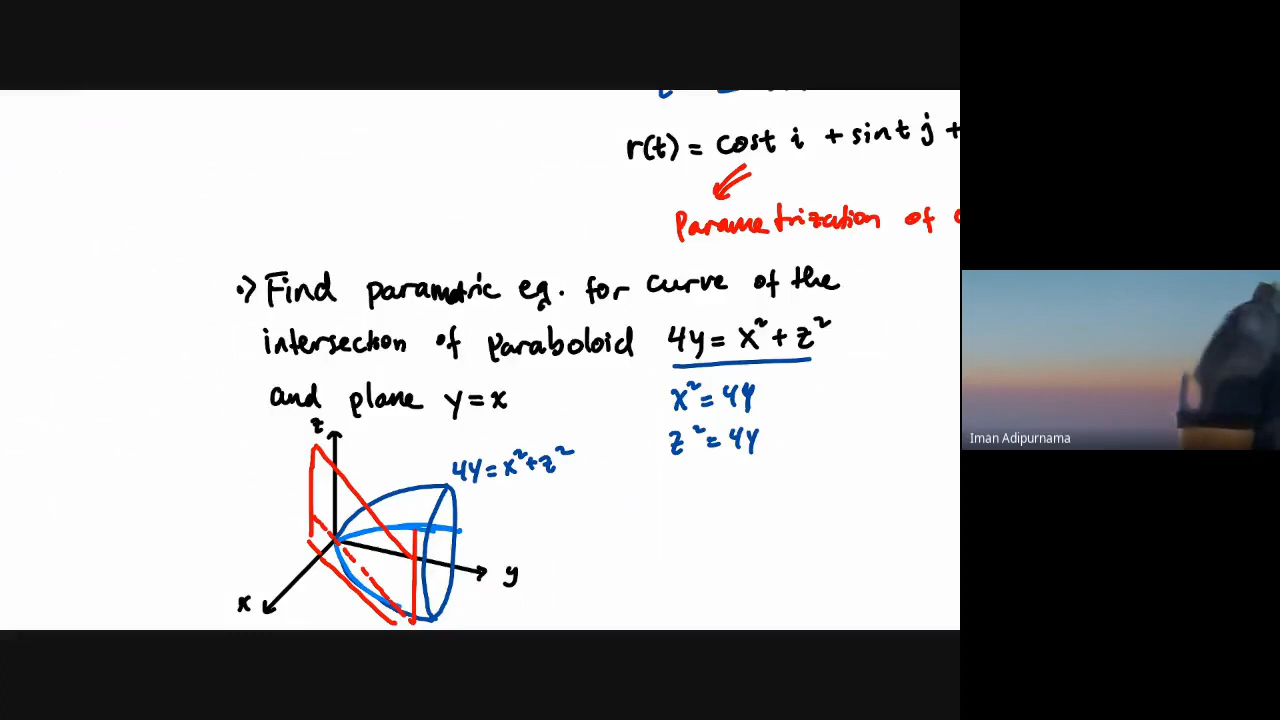 r(t) = cost i + sint j +
Parametrization of
•) Find parametric eq. for curve of the
intersection of paraboloid 4y = x² + z²
and plane y = x
x² = 4y
z² = 4y
z
4y = x² + z²
y
x
Iman Adipurnama